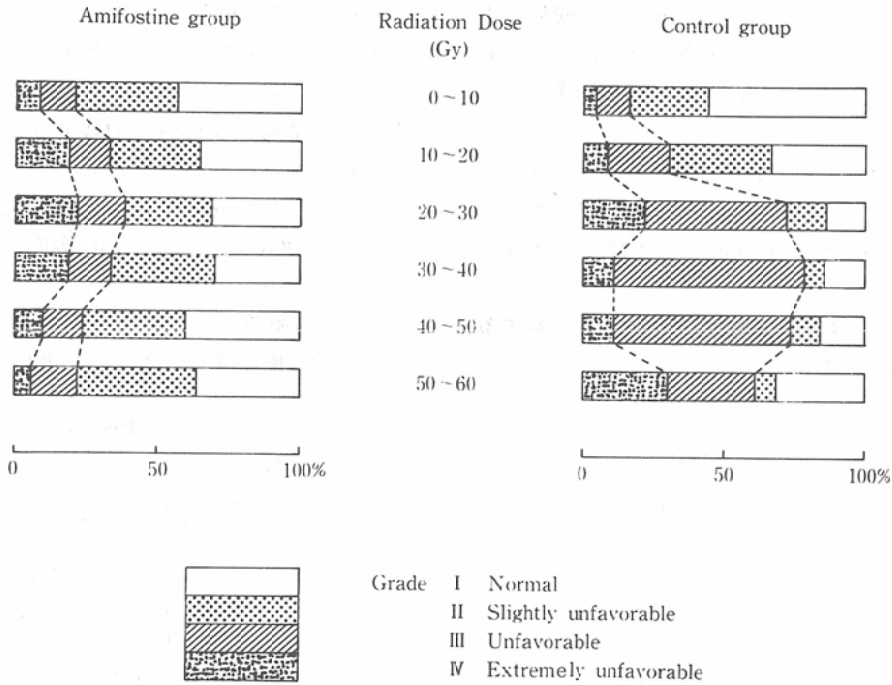 Amifostine group
Radiation Dose
(Gy)
Control group
0~10
10~20
20~30
30~40
40~50
50~60
0 50 100%
0 50 100%
Grade I Normal
II Slightly unfavorable
III Unfavorable
IV Extremely unfavorable